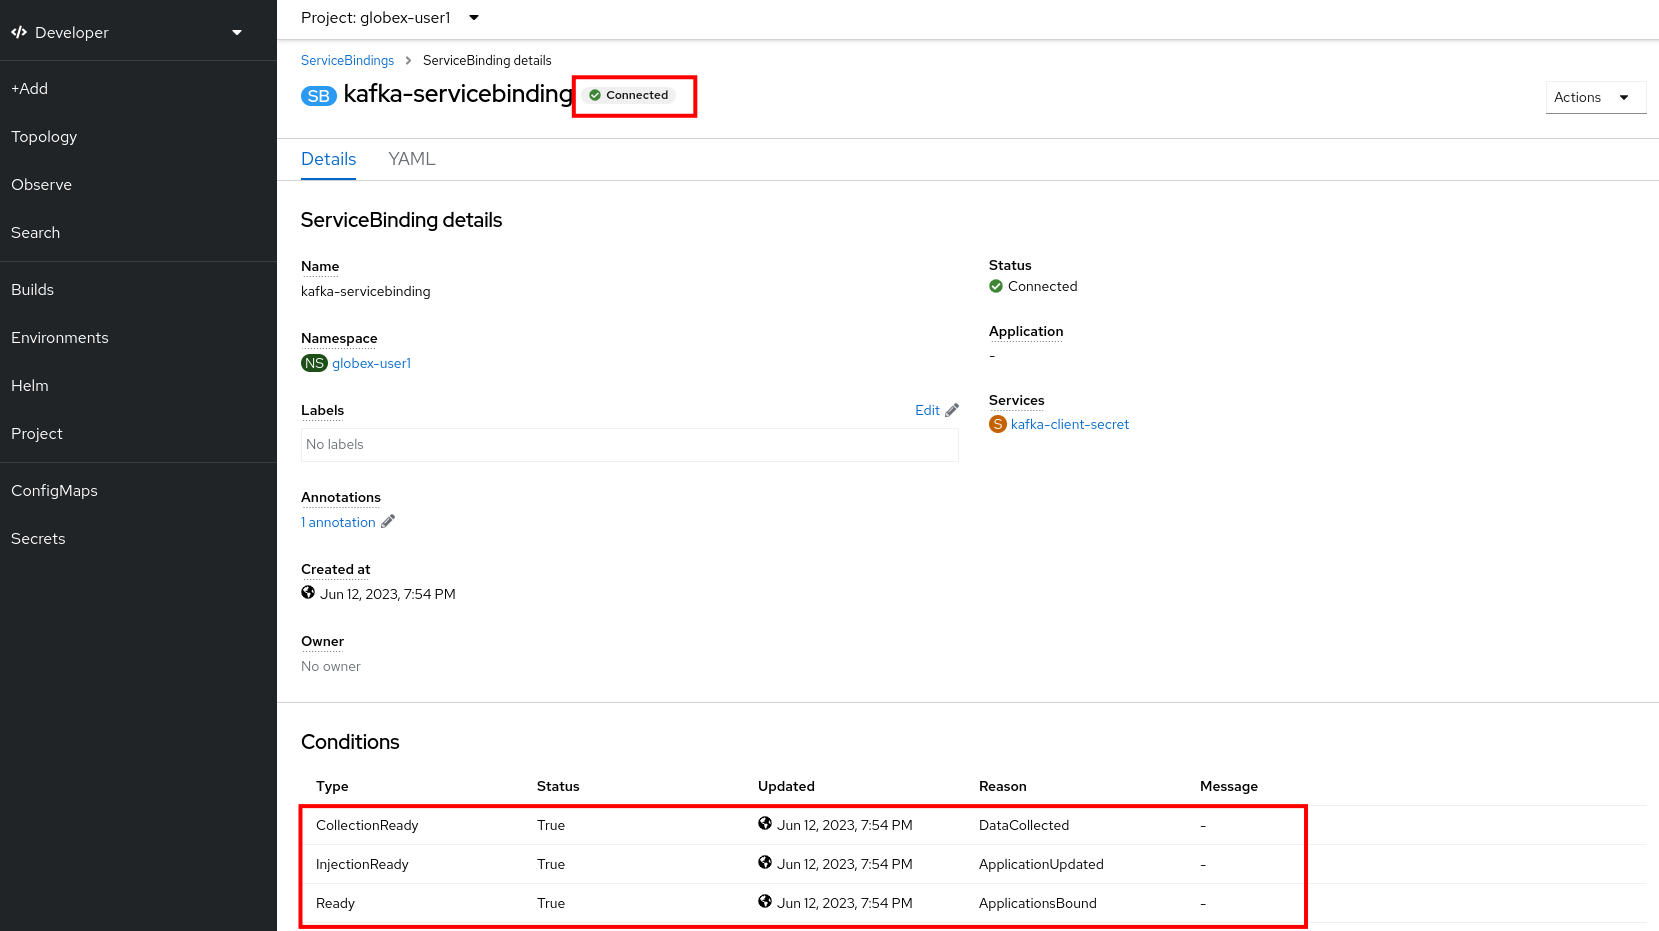 Developer
+Add
Topology
Observe
Search
Builds
Environments
Helm
Project
ConfigMaps
Secrets
Project: globex-user1
ServiceBindings > ServiceBinding details
SB kafka-servicebinding Connected
Actions
Details YAML
ServiceBinding details
Name
kafka-servicebinding
Namespace
NS globex-user1
Labels Edit
No labels
Annotations
1 annotation
Created at
Jun 12, 2023, 7:54 PM
Owner
No owner
Status
Connected
Application
-
Services
S kafka-client-secret
Conditions
Type Status Updated Reason Message
CollectionReady True Jun 12, 2023, 7:54 PM DataCollected -
InjectionReady True Jun 12, 2023, 7:54 PM ApplicationUpdated -
Ready True Jun 12, 2023, 7:54 PM ApplicationsBound -